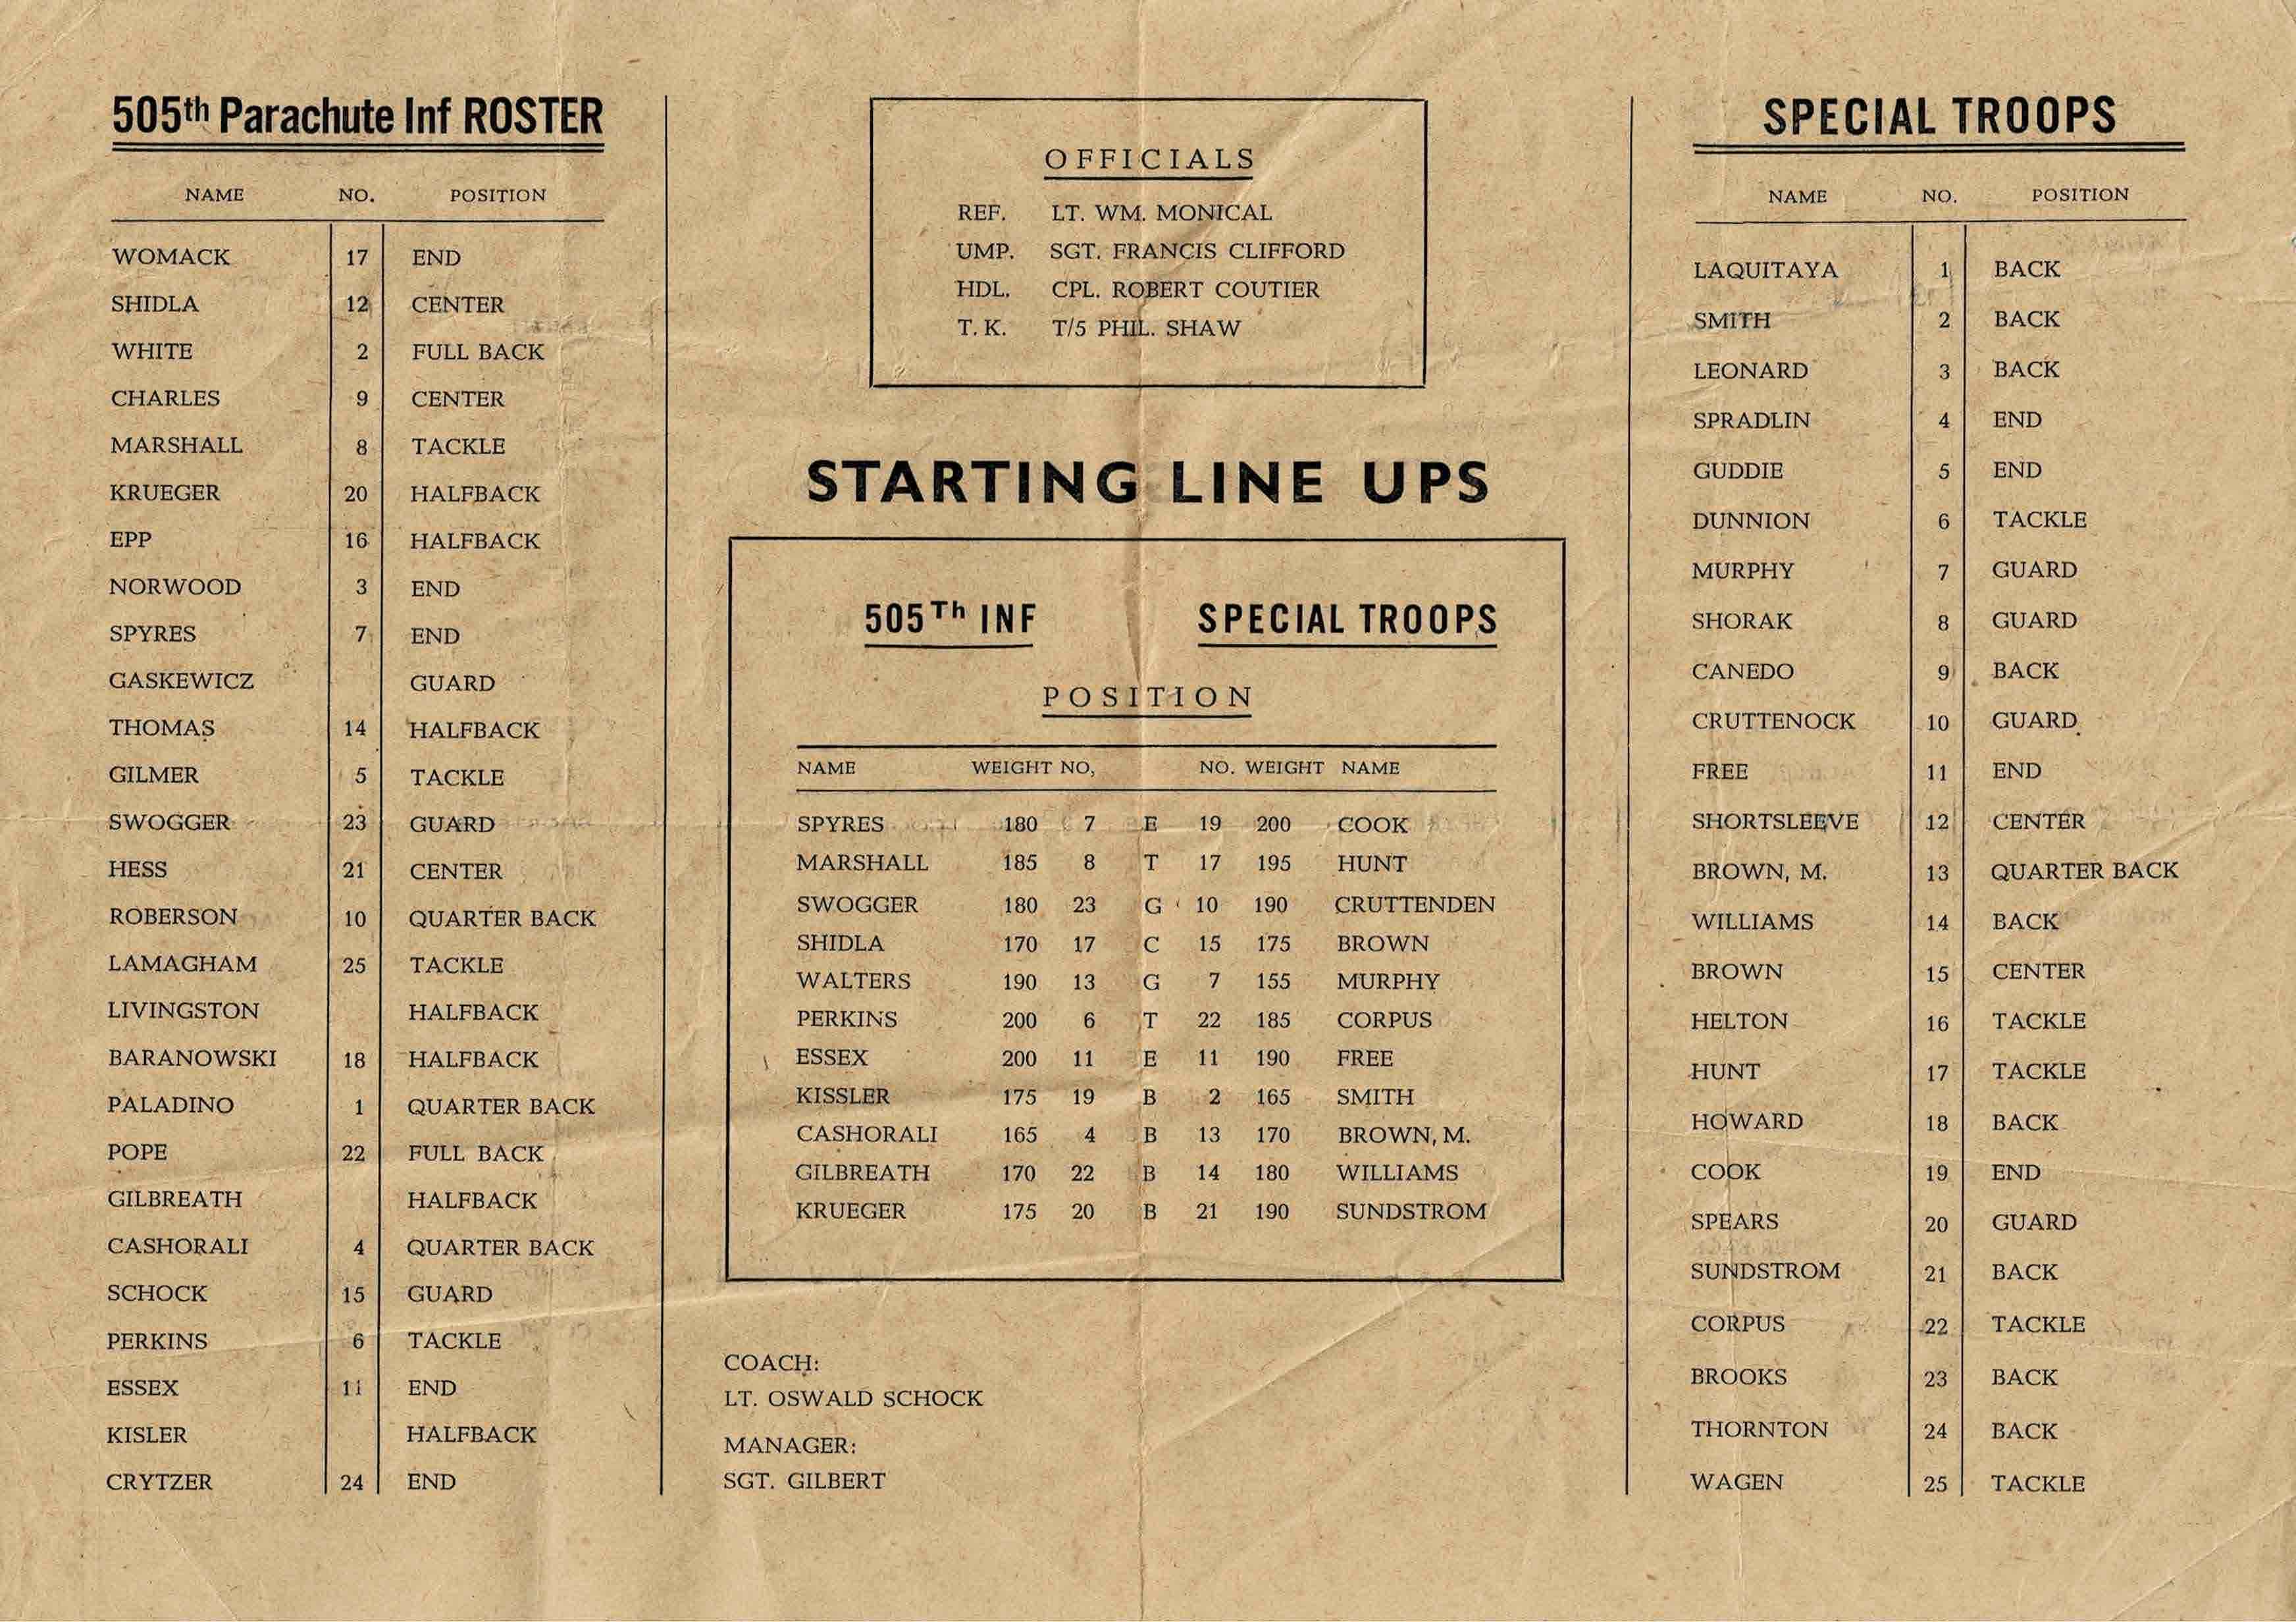 505th Parachute Inf ROSTER
NAME NO. POSITION
WOMACK 17 END
SHIDLA 12 CENTER
WHITE 2 FULL BACK
CHARLES 9 CENTER
MARSHALL 8 TACKLE
KRUEGER 20 HALFBACK
EPP 16 HALFBACK
NORWOOD 3 END
SPYRES 7 END
GASKEWICZ GUARD
THOMAS 14 HALFBACK
GILMER 5 TACKLE
SWOGGER 23 GUARD
HESS 21 CENTER
ROBERSON 10 QUARTER BACK
LAMAGHAM 25 TACKLE
LIVINGSTON HALFBACK
BARANOWSKI 18 HALFBACK
PALADINO 1 QUARTER BACK
POPE 22 FULL BACK
GILBREATH HALFBACK
CASHORALI 4 QUARTER BACK
SCHOCK 15 GUARD
PERKINS 6 TACKLE
ESSEX 11 END
KISLER HALFBACK
CRYTZER 24 END
OFFICIALS
REF. LT. WM. MONICAL
UMP. SGT. FRANCIS CLIFFORD
HDL. CPL. ROBERT COUTIER
T. K. T/5 PHIL. SHAW
STARTING LINE UPS
505Th INF SPECIAL TROOPS
POSITION
NAME WEIGHT NO, NO. WEIGHT NAME
SPYRES 180 7 E 19 200 COOK
MARSHALL 185 8 T 17 195 HUNT
SWOGGER 180 23 G 10 190 CRUTTENDEN
SHIDLA 170 17 C 15 175 BROWN
WALTERS 190 13 G 7 155 MURPHY
PERKINS 200 6 T 22 185 CORPUS
ESSEX 200 11 E 11 190 FREE
KISSLER 175 19 B 2 165 SMITH
CASHORALI 165 4 B 13 170 BROWN, M.
GILBREATH 170 22 B 14 180 WILLIAMS
KRUEGER 175 20 B 21 190 SUNDSTROM
COACH:
LT. OSWALD SCHOCK
MANAGER:
SGT. GILBERT
SPECIAL TROOPS
NAME NO. POSITION
LAQUITAYA 1 BACK
SMITH 2 BACK
LEONARD 3 BACK
SPRADLIN 4 END
GUDDIE 5 END
DUNNION 6 TACKLE
MURPHY 7 GUARD
SHORAK 8 GUARD
CANEDO 9 BACK
CRUTTENOCK 10 GUARD
FREE 11 END
SHORTSLEEVE 12 CENTER
BROWN, M. 13 QUARTER BACK
WILLIAMS 14 BACK
BROWN 15 CENTER
HELTON 16 TACKLE
HUNT 17 TACKLE
HOWARD 18 BACK
COOK 19 END
SPEARS 20 GUARD
SUNDSTROM 21 BACK
CORPUS 22 TACKLE
BROOKS 23 BACK
THORNTON 24 BACK
WAGEN 25 TACKLE